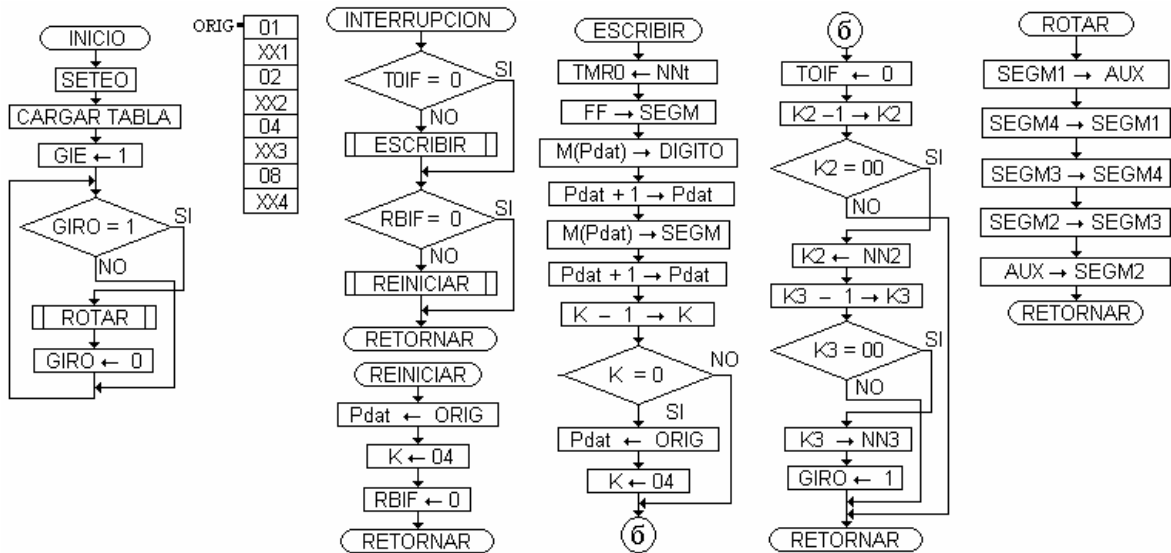 INICIO
SETEO
CARGAR TABLA
GIE ← 1
GIRO = 1
SI
NO
ROTAR
GIRO ← 0
ORIG
01
XX1
02
XX2
04
XX3
08
XX4
INTERRUPCION
TOIF = 0
SI
NO
ESCRIBIR
RBIF = 0
SI
NO
REINICIAR
RETORNAR
REINICIAR
Pdat ← ORIG
K ← 04
RBIF ← 0
RETORNAR
ESCRIBIR
TMR0 ← NNt
FF → SEGM
M(Pdat) → DIGITO
Pdat + 1 → Pdat
M(Pdat) → SEGM
Pdat + 1 → Pdat
K - 1 → K
K = 0
NO
SI
Pdat ← ORIG
K ← 04
б
б
TOIF ← 0
K2 -1 → K2
K2 = 00
SI
NO
K2 ← NN2
K3 - 1 → K3
K3 = 00
SI
NO
K3 → NN3
GIRO ← 1
RETORNAR
ROTAR
SEGM1 → AUX
SEGM4 → SEGM1
SEGM3 → SEGM4
SEGM2 → SEGM3
AUX → SEGM2
RETORNAR